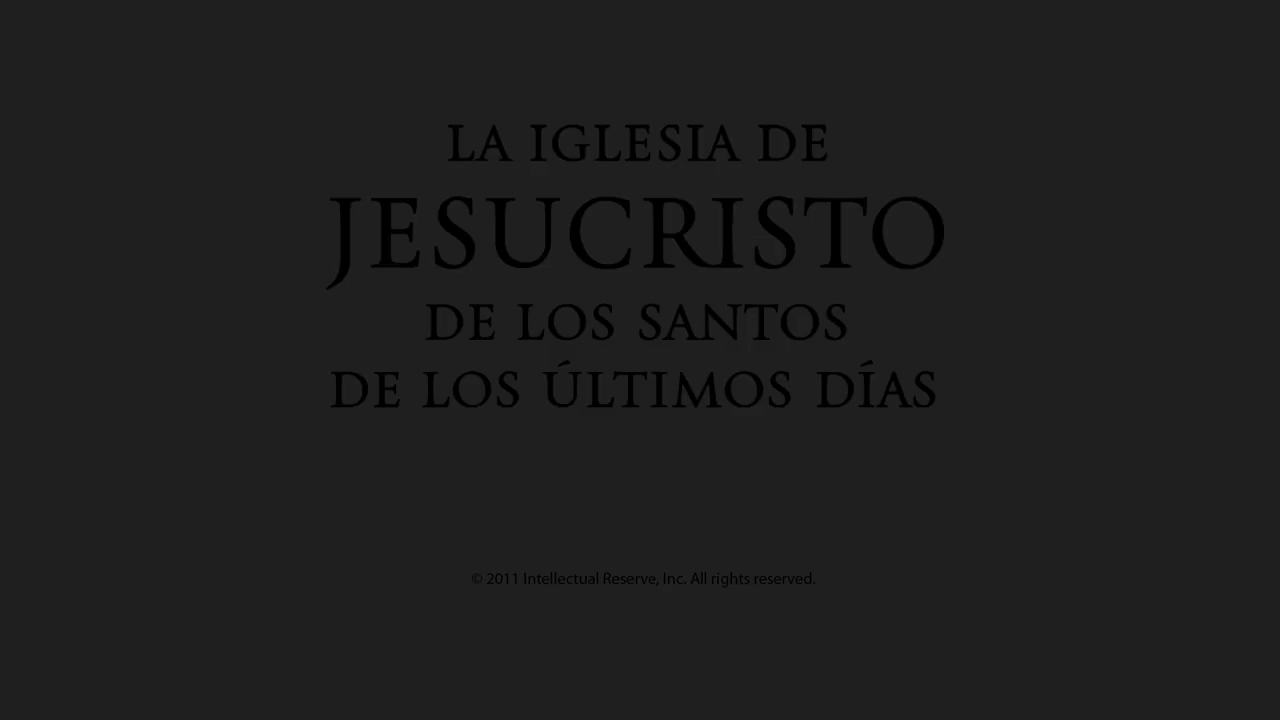 LA IGLESIA DE
JESUCRISTO
DE LOS SANTOS
DE LOS ÚLTIMOS DÍAS
© 2011 Intellectual Reserve, Inc. All rights reserved.